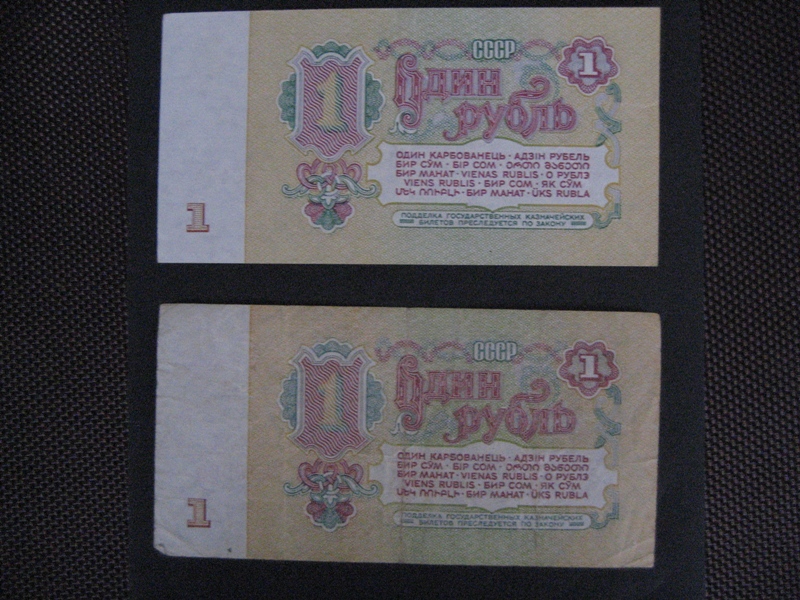 СССР
1
1
Один
рубль
ОДИН КАРБОВАНЕЦЬ · АДЗІН РУБЕЛЬ
БИР СЎМ · БІР СОМ · ᲔᲠᲗᲘ ᲛᲐᲜᲔᲗᲘ
БИР МАНАТ · VIENAS RUBLIS · О РУБЛЭ
VIENS RUBLIS · БИР СОМ · ЯК СЎМ
ՄԵԿ ՌՈՒԲԼԻ · БИР МАНАТ · ÜKS RUBLA
ПОДДЕЛКА ГОСУДАРСТВЕННЫХ КАЗНАЧЕЙСКИХ
БИЛЕТОВ ПРЕСЛЕДУЕТСЯ ПО ЗАКОНУ
1
СССР
1
1
Один
рубль
ОДИН КАРБОВАНЕЦЬ · АДЗІН РУБЕЛЬ
БИР СЎМ · БІР СОМ · ᲔᲠᲗᲘ ᲛᲐᲜᲔᲗᲘ
БИР МАНАТ · VIENAS RUBLIS · О РУБЛЭ
VIENS RUBLIS · БИР СОМ · ЯК СЎМ
ՄԵԿ ՌՈՒԲԼԻ · БИР МАНАТ · ÜKS RUBLA
ПОДДЕЛКА ГОСУДАРСТВЕННЫХ КАЗНАЧЕЙСКИХ
БИЛЕТОВ ПРЕСЛЕДУЕТСЯ ПО ЗАКОНУ
1